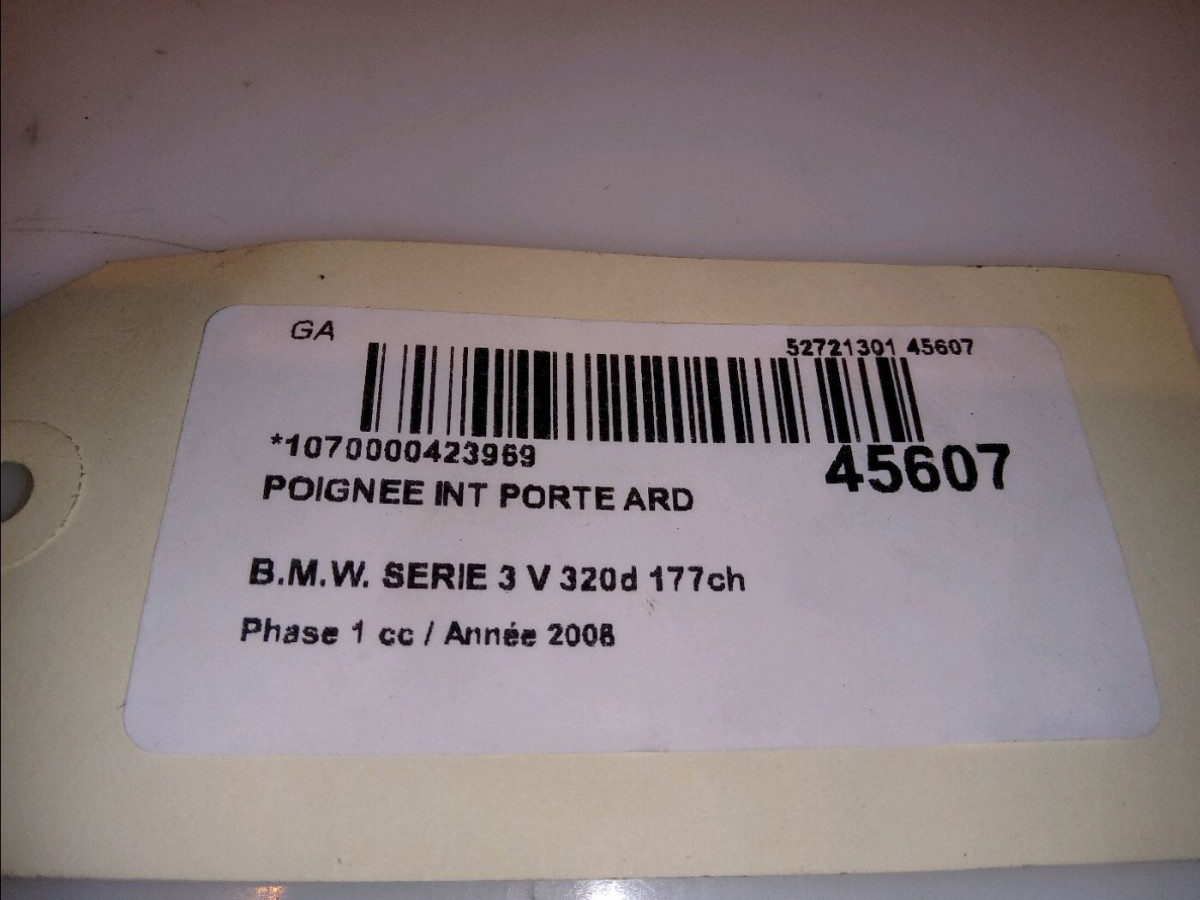 GA
52721301 45607
*1070000423969
45607
POIGNEE INT PORTE ARD
B.M.W. SERIE 3 V 320d 177ch
Phase 1 cc / Année 2008